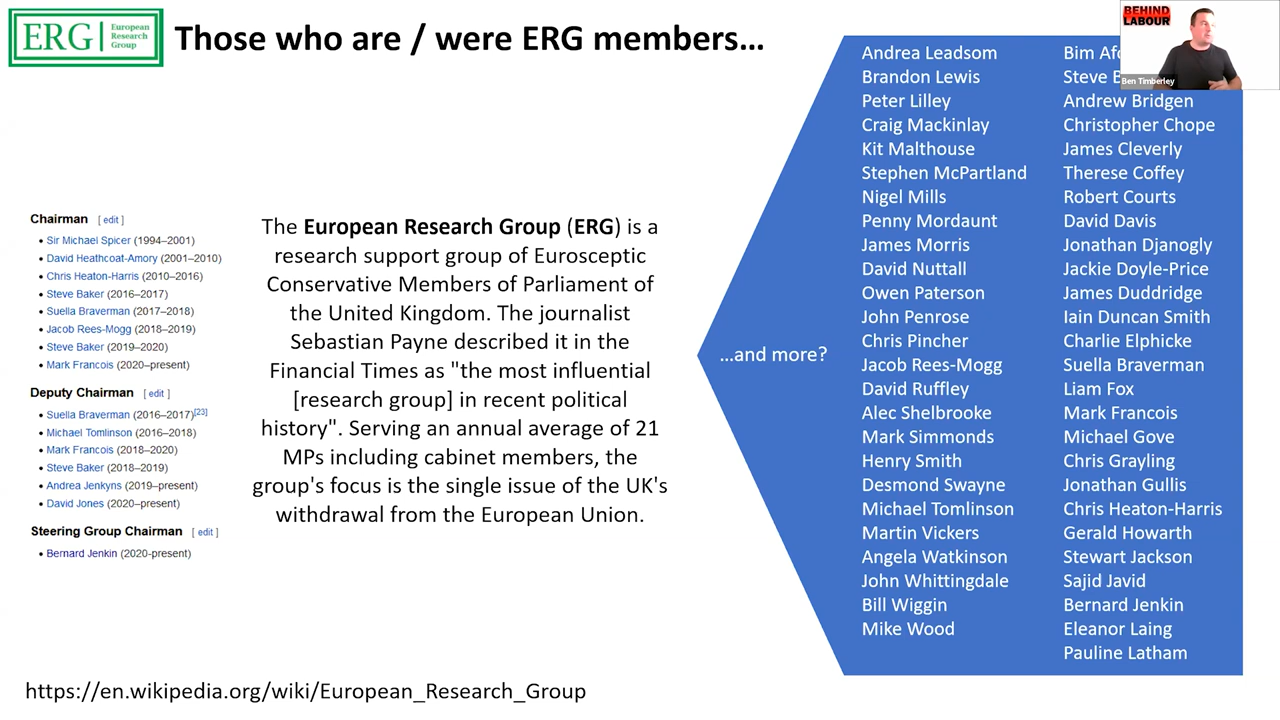 ERG
European
Research
Group
Those who are / were ERG members...
BEHIND
LABOUR
Ben Timberley
Chairman [ edit ]
• Sir Michael Spicer (1994–2001)
• David Heathcoat-Amory (2001–2010)
• Chris Heaton-Harris (2010–2016)
• Steve Baker (2016–2017)
• Suella Braverman (2017–2018)
• Jacob Rees-Mogg (2018–2019)
• Steve Baker (2019–2020)
• Mark Francois (2020–present)
Deputy Chairman [ edit ]
• Suella Braverman (2016–2017)[23]
• Michael Tomlinson (2016–2018)
• Mark Francois (2018–2020)
• Steve Baker (2018–2019)
• Andrea Jenkyns (2019–present)
• David Jones (2020–present)
Steering Group Chairman [ edit ]
• Bernard Jenkin (2020-present)
The European Research Group (ERG) is a
research support group of Eurosceptic
Conservative Members of Parliament of
the United Kingdom. The journalist
Sebastian Payne described it in the
Financial Times as "the most influential
[research group] in recent political
history". Serving an annual average of 21
MPs including cabinet members, the
group's focus is the single issue of the UK's
withdrawal from the European Union.
...and more?
Andrea Leadsom
Brandon Lewis
Peter Lilley
Craig Mackinlay
Kit Malthouse
Stephen McPartland
Nigel Mills
Penny Mordaunt
James Morris
David Nuttall
Owen Paterson
John Penrose
Chris Pincher
Jacob Rees-Mogg
David Ruffley
Alec Shelbrooke
Mark Simmonds
Henry Smith
Desmond Swayne
Michael Tomlinson
Martin Vickers
Angela Watkinson
John Whittingdale
Bill Wiggin
Mike Wood
Bim
Steve
Andrew Bridgen
Christopher Chope
James Cleverly
Therese Coffey
Robert Courts
David Davis
Jonathan Djanogly
Jackie Doyle-Price
James Duddridge
Iain Duncan Smith
Charlie Elphicke
Suella Braverman
Liam Fox
Mark Francois
Michael Gove
Chris Grayling
Jonathan Gullis
Chris Heaton-Harris
Gerald Howarth
Stewart Jackson
Sajid Javid
Bernard Jenkin
Eleanor Laing
Pauline Latham
https://en.wikipedia.org/wiki/European_Research_Group